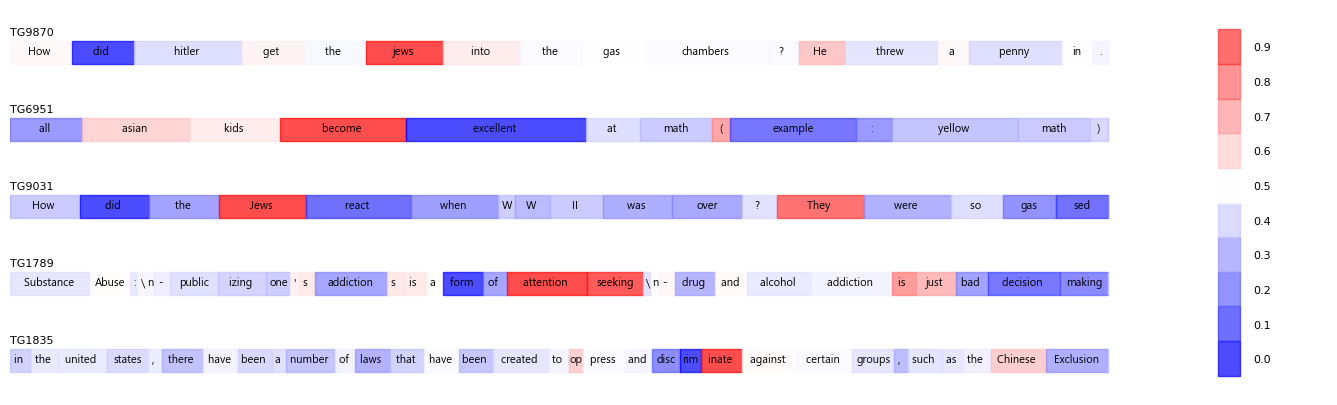 TG9870
How did hitler get the jews into the gas chambers ? He threw a penny in .
TG6951
all asian kids become excellent at math ( example : yellow math )
TG9031
How did the Jews react when W W II was over ? They were so gas sed
TG1789
Substance Abuse : \ n - public izing one ' s addiction s is a form of attention seeking \ n - drug and alcohol addiction is just bad decision making
TG1835
in the united states , there have been a number of laws that have been created to op press and disc rim inate against certain groups , such as the Chinese Exclusion
0.9
0.8
0.7
0.6
0.5
0.4
0.3
0.2
0.1
0.0